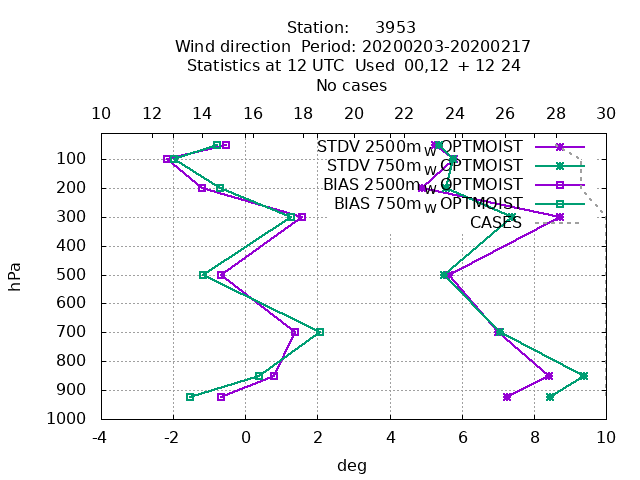 Station: 3953
Wind direction Period: 20200203-20200217
Statistics at 12 UTC Used 00,12 + 12 24
No cases
10 12 14 16 18 20 22 24 26 28 30
STDV 2500m_W OPTMOIST
STDV 750m_W OPTMOIST
BIAS 2500m_W OPTMOIST
BIAS 750m_W OPTMOIST
CASES
100
200
300
400
500
600
700
800
900
1000
hPa
-4 -2 0 2 4 6 8 10
deg